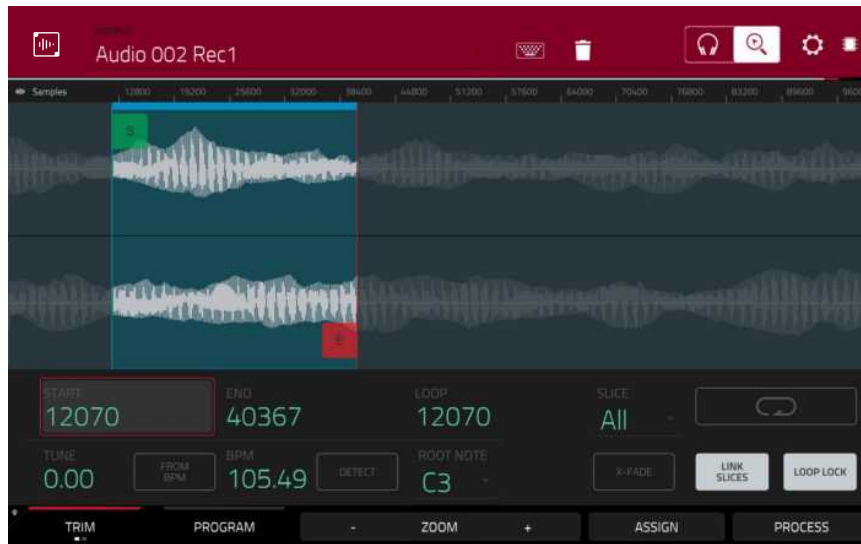 SAMPLE
Audio 002 Rec1
Samples 12800 19200 25600 32000 38400 44800 51200 57600 64000 70400 76800 83200 89600
S
E
START END LOOP SLICE
12070 40367 12070 All
TUNE BPM ROOT NOTE
0.00 FROM BPM 105.49 DETECT C3 X-FADE LINK SLICES LOOP LOCK
TRIM PROGRAM - ZOOM + ASSIGN PROCESS